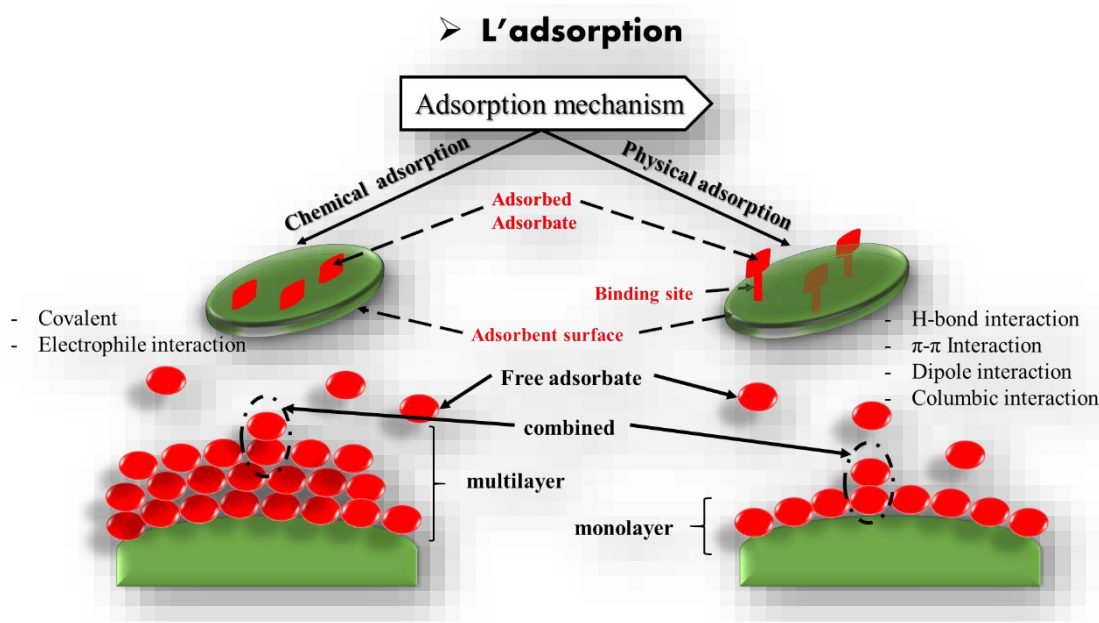 ➤ L'adsorption
Adsorption mechanism
Chemical adsorption
Physical adsorption
Adsorbed
Adsorbate
Binding site
Adsorbent surface
- Covalent
- Electrophile interaction
- H-bond interaction
- π-π Interaction
- Dipole interaction
- Columbic interaction
Free adsorbate
combined
multilayer
monolayer